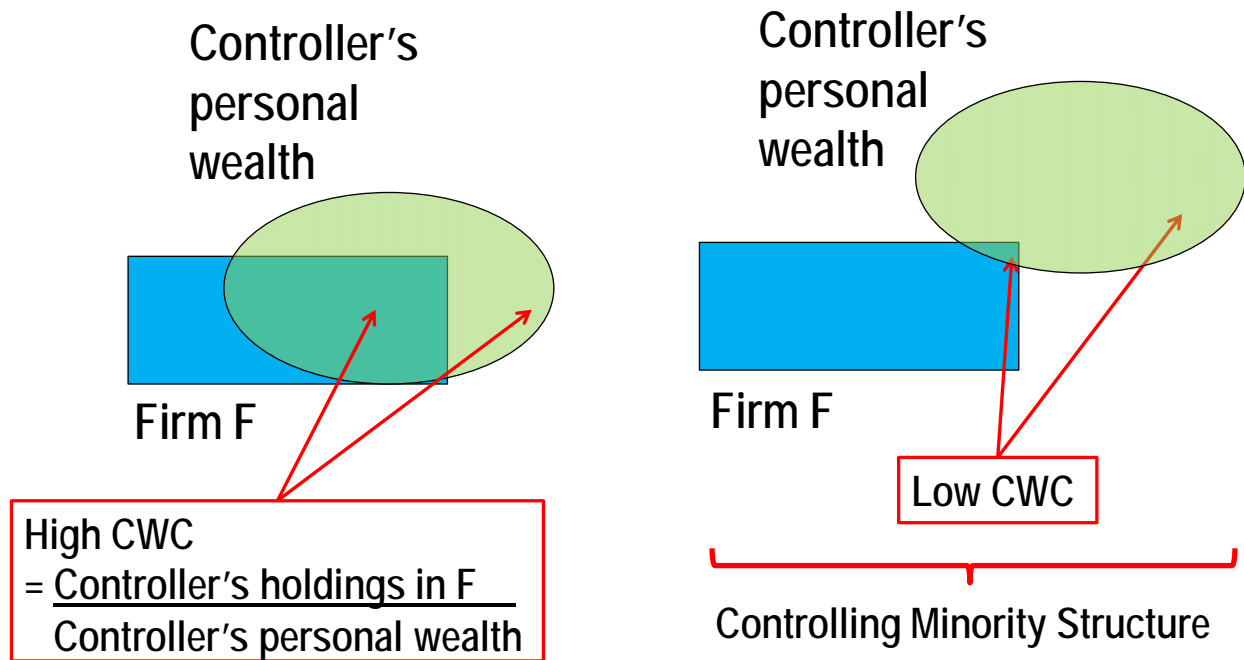 Controller's
personal
wealth
Firm F
High CWC
= Controller's holdings in F
Controller's personal wealth
Controller's
personal
wealth
Firm F
Low CWC
Controlling Minority Structure